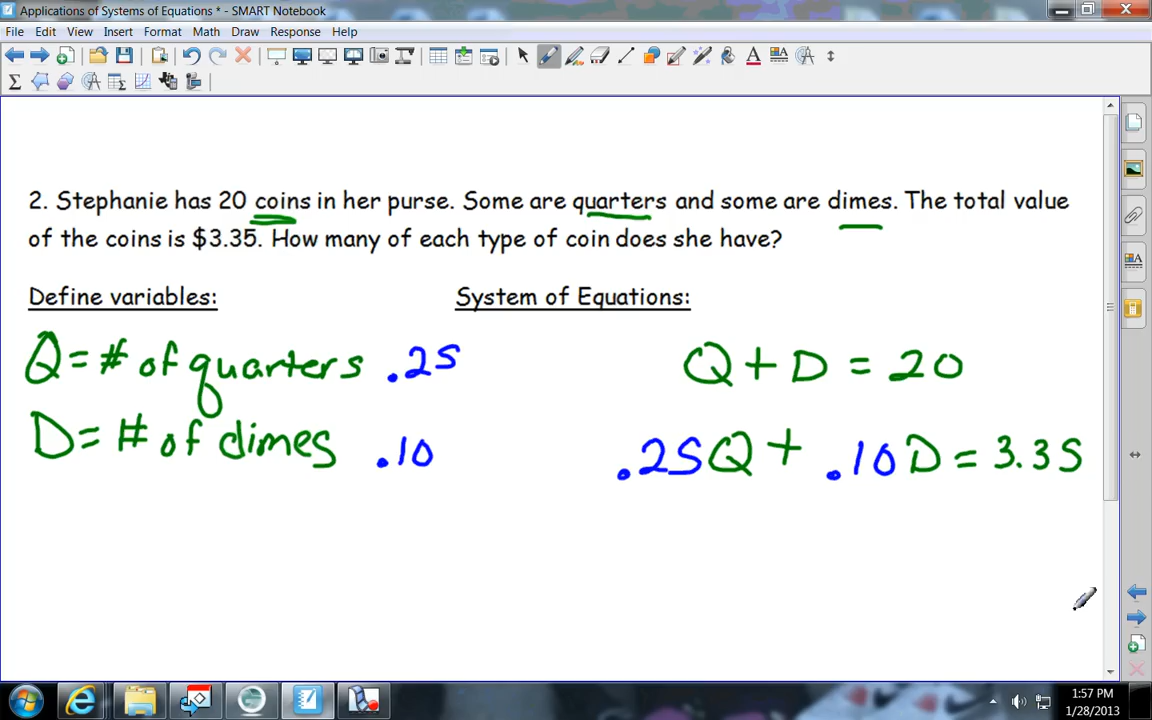 Applications of Systems of Equations * - SMART Notebook
File Edit View Insert Format Math Draw Response Help
2. Stephanie has 20 coins in her purse. Some are quarters and some are dimes. The total value
of the coins is $3.35. How many of each type of coin does she have?
Define variables: System of Equations:
Q = # of quarters .25 Q + D = 20
D = # of dimes .10 .25Q + .10D = 3.35
1:57 PM
1/28/2013